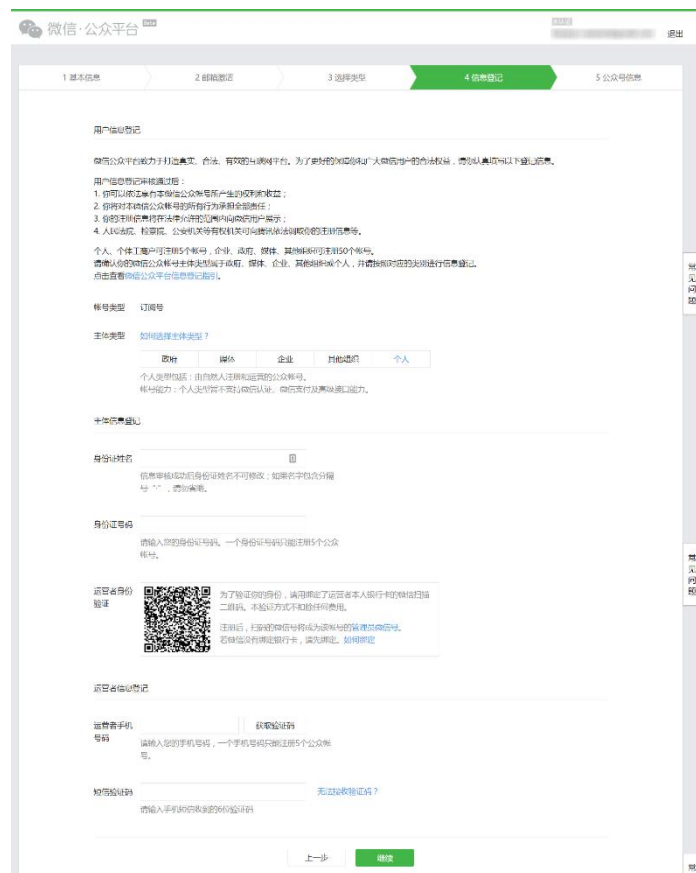 微信·公众平台 Beta
未认证
退出
1 基本信息
2 邮箱激活
3 选择类型
4 信息登记
5 公众号信息
用户信息登记
微信公众平台致力于打造真实、合法、有效的互联网平台。为了更好的保障你和广大微信用户的合法权益，请你认真填写以下登记信息。
用户信息登记审核通过后：
1. 你可以依法享有本微信公众帐号所产生的权利和收益；
2. 你将对本微信公众帐号的所有行为承担全部责任；
3. 你的注册信息将在法律允许的范围内向微信用户展示；
4. 人民法院、检察院、公安机关等有权机关可向腾讯依法调取你的注册信息等。
个人、个体工商户可注册5个帐号，企业、政府、媒体、其他组织可注册50个帐号。
请确认你的微信公众帐号主体类型属于政府、媒体、企业、其他组织或个人，并请按照对应的类别进行信息登记。
点击查看微信公众平台信息登记指引。
帐号类型 订阅号
主体类型 如何选择主体类型？
政府 媒体 企业 其他组织 个人
个人类型包括：由自然人注册和运营的公众帐号。
帐号能力：个人类型暂不支持微信认证、微信支付及高级接口能力。
主体信息登记
身份证姓名
信息审核成功后身份证姓名不可修改；如果名字包含分隔
号“·”，请勿省略。
身份证号码
请输入您的身份证号码。一个身份证号码只能注册5个公众
帐号。
运营者身份
验证
为了验证你的身份，请用绑定了运营者本人银行卡的微信扫描
二维码。本验证方式不扣除任何费用。
注册后，扫码的微信号将成为该帐号的管理员微信号。
若微信没有绑定银行卡，请先绑定。如何绑定
运营者信息登记
运营者手机
号码
获取验证码
请输入您的手机号码，一个手机号码只能注册5个公众帐
号。
短信验证码
无法接收验证码？
请输入手机短信收到的6位验证码
上一步 继续
常
见
问
题
常
见
问
题
常